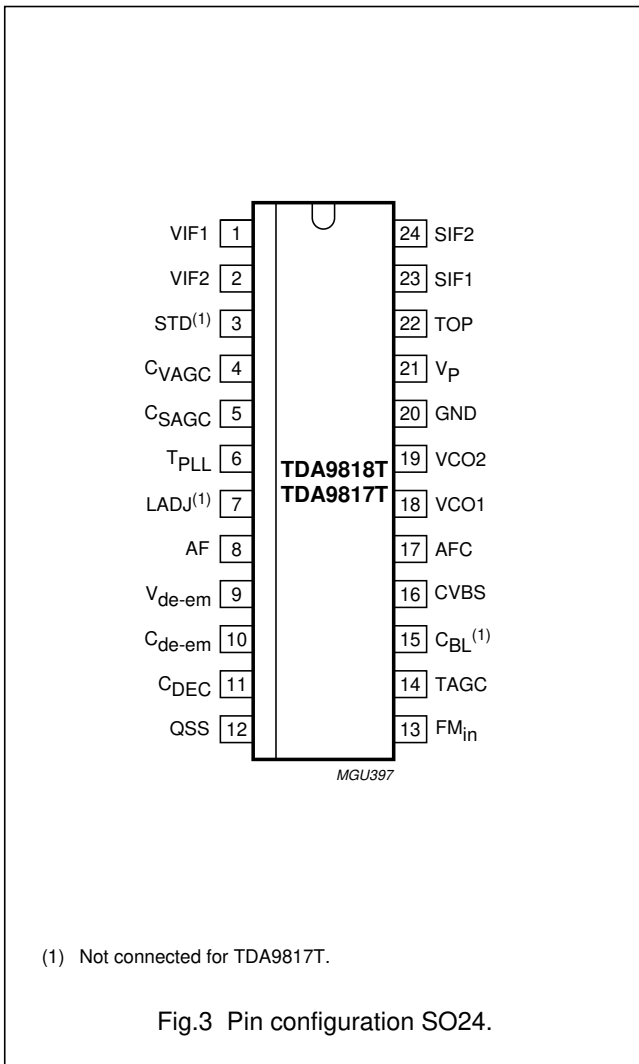 VIF1 1
VIF2 2
STD(1) 3
CVAGC 4
CSAGC 5
TPLL 6
LADJ(1) 7
AF 8
Vde-em 9
Cde-em 10
CDEC 11
QSS 12
TDA9818T
TDA9817T
24 SIF2
23 SIF1
22 TOP
21 VP
20 GND
19 VCO2
18 VCO1
17 AFC
16 CVBS
15 CBL(1)
14 TAGC
13 FMin
MGU397
(1) Not connected for TDA9817T.
Fig.3 Pin configuration SO24.